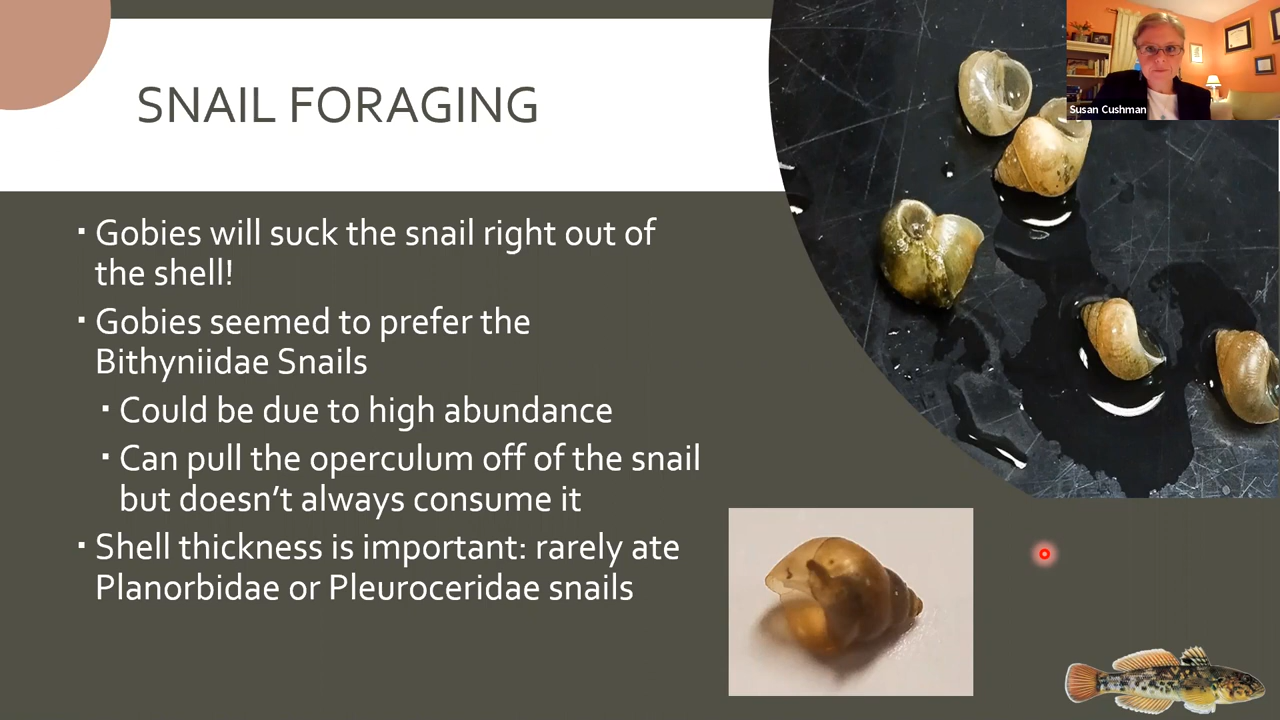 SNAIL FORAGING
▪ Gobies will suck the snail right out of
the shell!
▪ Gobies seemed to prefer the
Bithyniidae Snails
▪ Could be due to high abundance
▪ Can pull the operculum off of the snail
but doesn’t always consume it
▪ Shell thickness is important: rarely ate
Planorbidae or Pleuroceridae snails
Susan Cushman